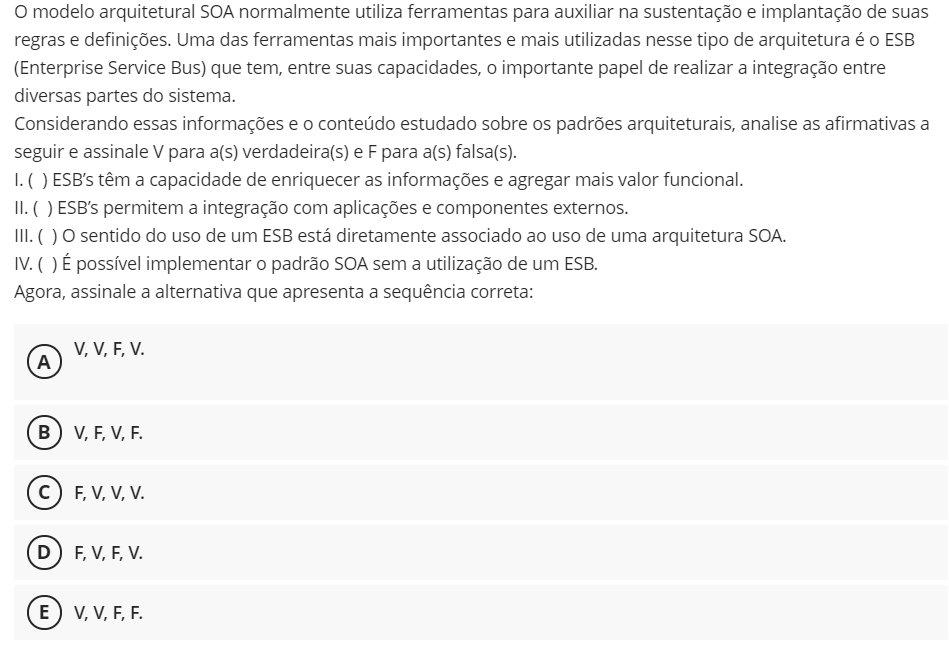 O modelo arquitetural SOA normalmente utiliza ferramentas para auxiliar na sustentação e implantação de suas
regras e definições. Uma das ferramentas mais importantes e mais utilizadas nesse tipo de arquitetura é o ESB
(Enterprise Service Bus) que tem, entre suas capacidades, o importante papel de realizar a integração entre
diversas partes do sistema.
Considerando essas informações e o conteúdo estudado sobre os padrões arquiteturais, analise as afirmativas a
seguir e assinale V para a(s) verdadeira(s) e F para a(s) falsa(s).
I. ( ) ESB’s têm a capacidade de enriquecer as informações e agregar mais valor funcional.
II. ( ) ESB’s permitem a integração com aplicações e componentes externos.
III. ( ) O sentido do uso de um ESB está diretamente associado ao uso de uma arquitetura SOA.
IV. ( ) É possível implementar o padrão SOA sem a utilização de um ESB.
Agora, assinale a alternativa que apresenta a sequência correta:
A V, V, F, V.
B V, F, V, F.
C F, V, V, V.
D F, V, F, V.
E V, V, F, F.